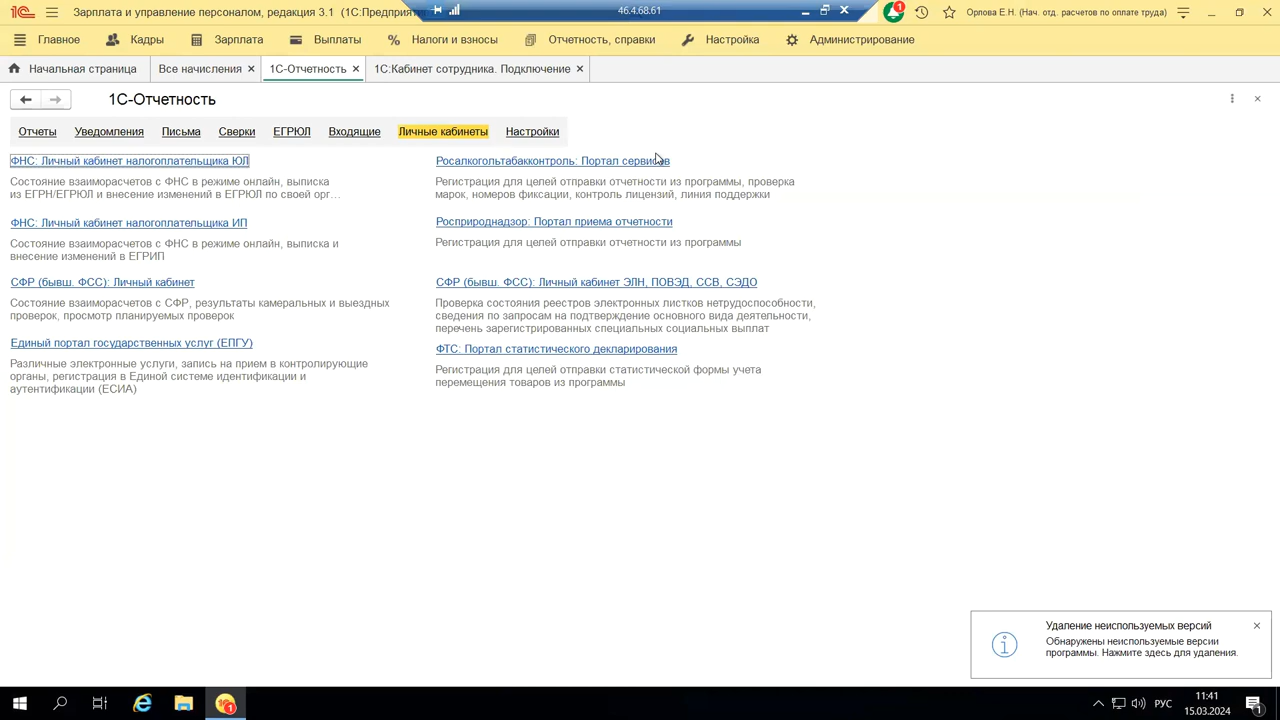 Зарплата и управление персоналом, редакция 3.1 (1С:Предприятие
46.4.68.61
1
Орлова Е.Н. (Нач. отд. расчетов по оплате труда)
Главное
Кадры
Зарплата
Выплаты
Налоги и взносы
Отчетность, справки
Настройка
Администрирование
Начальная страница
Все начисления
1С-Отчетность
1С:Кабинет сотрудника. Подключение
1С-Отчетность
Отчеты
Уведомления
Письма
Сверки
ЕГРЮЛ
Входящие
Личные кабинеты
Настройки
ФНС: Личный кабинет налогоплательщика ЮЛ
Состояние взаиморасчетов с ФНС в режиме онлайн, выписка
из ЕГРН/ЕГРЮЛ и внесение изменений в ЕГРЮЛ по своей орг...
ФНС: Личный кабинет налогоплательщика ИП
Состояние взаиморасчетов с ФНС в режиме онлайн, выписка и
внесение изменений в ЕГРИП
СФР (бывш. ФСС): Личный кабинет
Состояние взаиморасчетов с СФР, результаты камеральных и выездных
проверок, просмотр планируемых проверок
Единый портал государственных услуг (ЕПГУ)
Различные электронные услуги, запись на прием в контролирующие
органы, регистрация в Единой системе идентификации и
аутентификации (ЕСИА)
Росалкогольтабакконтроль: Портал сервисов
Регистрация для целей отправки отчетности из программы, проверка
марок, номеров фиксации, контроль лицензий, линия поддержки
Росприроднадзор: Портал приема отчетности
Регистрация для целей отправки отчетности из программы
СФР (бывш. ФСС): Личный кабинет ЭЛН, ПОВЭД, ССВ, СЭДО
Проверка состояния реестров электронных листков нетрудоспособности,
сведения по запросам на подтверждение основного вида деятельности,
перечень зарегистрированных специальных социальных выплат
ФТС: Портал статистического декларирования
Регистрация для целей отправки статистической формы учета
перемещения товаров из программы
Удаление неиспользуемых версий
Обнаружены неиспользуемые версии
программы. Нажмите здесь для удаления.
1
РУС
11:41
15.03.2024
1